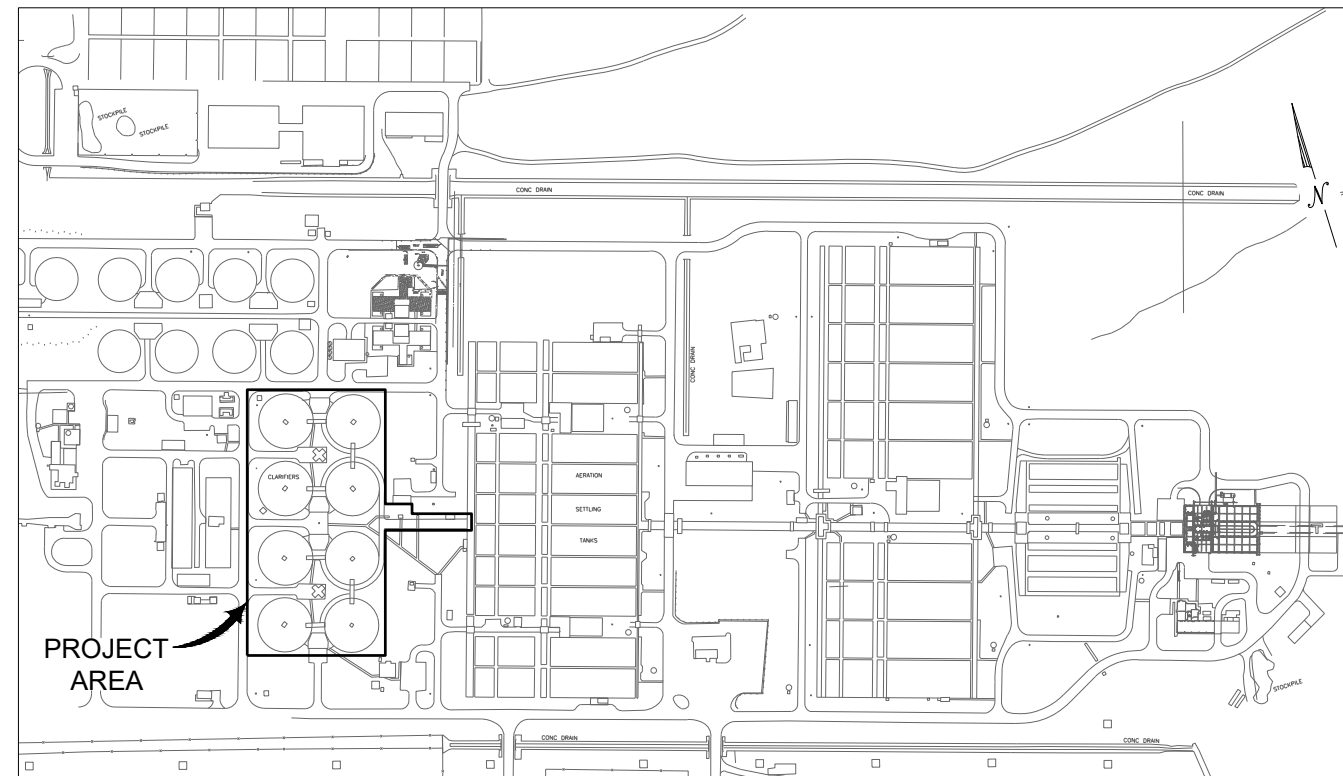 STOCKPILE
STOCKPILE
CONC DRAIN
CONC DRAIN
N
CONC DRAIN
CLARIFIERS
AERATION
SETTLING
TANKS
PROJECT
AREA
STOCKPILE
CONC DRAIN
CONC DRAIN